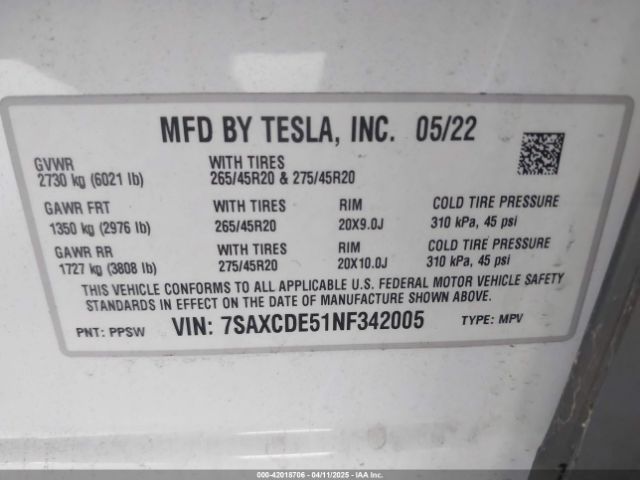 MFD BY TESLA, INC. 05/22
GVWR WITH TIRES
2730 kg (6021 lb) 265/45R20 & 275/45R20
GAWR FRT WITH TIRES RIM COLD TIRE PRESSURE
1350 kg (2976 lb) 265/45R20 20X9.0J 310 kPa, 45 psi
GAWR RR WITH TIRES RIM COLD TIRE PRESSURE
1727 kg (3808 lb) 275/45R20 20X10.0J 310 kPa, 45 psi
THIS VEHICLE CONFORMS TO ALL APPLICABLE U.S. FEDERAL MOTOR VEHICLE SAFETY
STANDARDS IN EFFECT ON THE DATE OF MANUFACTURE SHOWN ABOVE.
PNT: PPSW VIN: 7SAXCDE51NF342005 TYPE: MPV
000-42018706 - 04/11/2025 - IAA